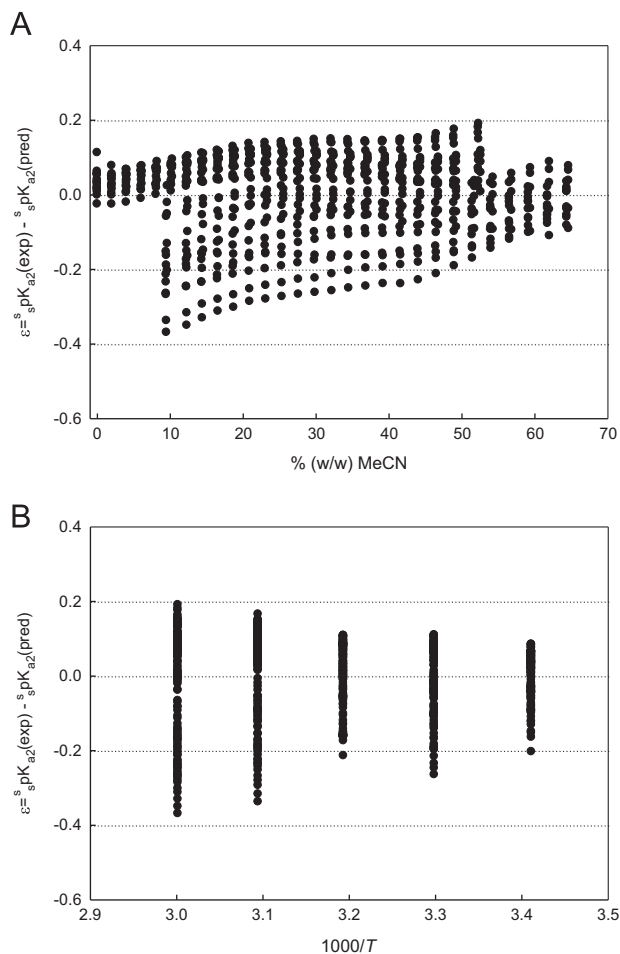 A
0.4
0.2
0.0
-0.2
-0.4
-0.6
ε=ˢₛpKₐ₂(exp) - ˢₛpKₐ₂(pred)
0 10 20 30 40 50 60 70
% (w/w) MeCN
B
0.4
0.2
0.0
-0.2
-0.4
-0.6
ε=ˢₛpKₐ₂(exp) - ˢₛpKₐ₂(pred)
2.9 3.0 3.1 3.2 3.3 3.4 3.5
1000/T